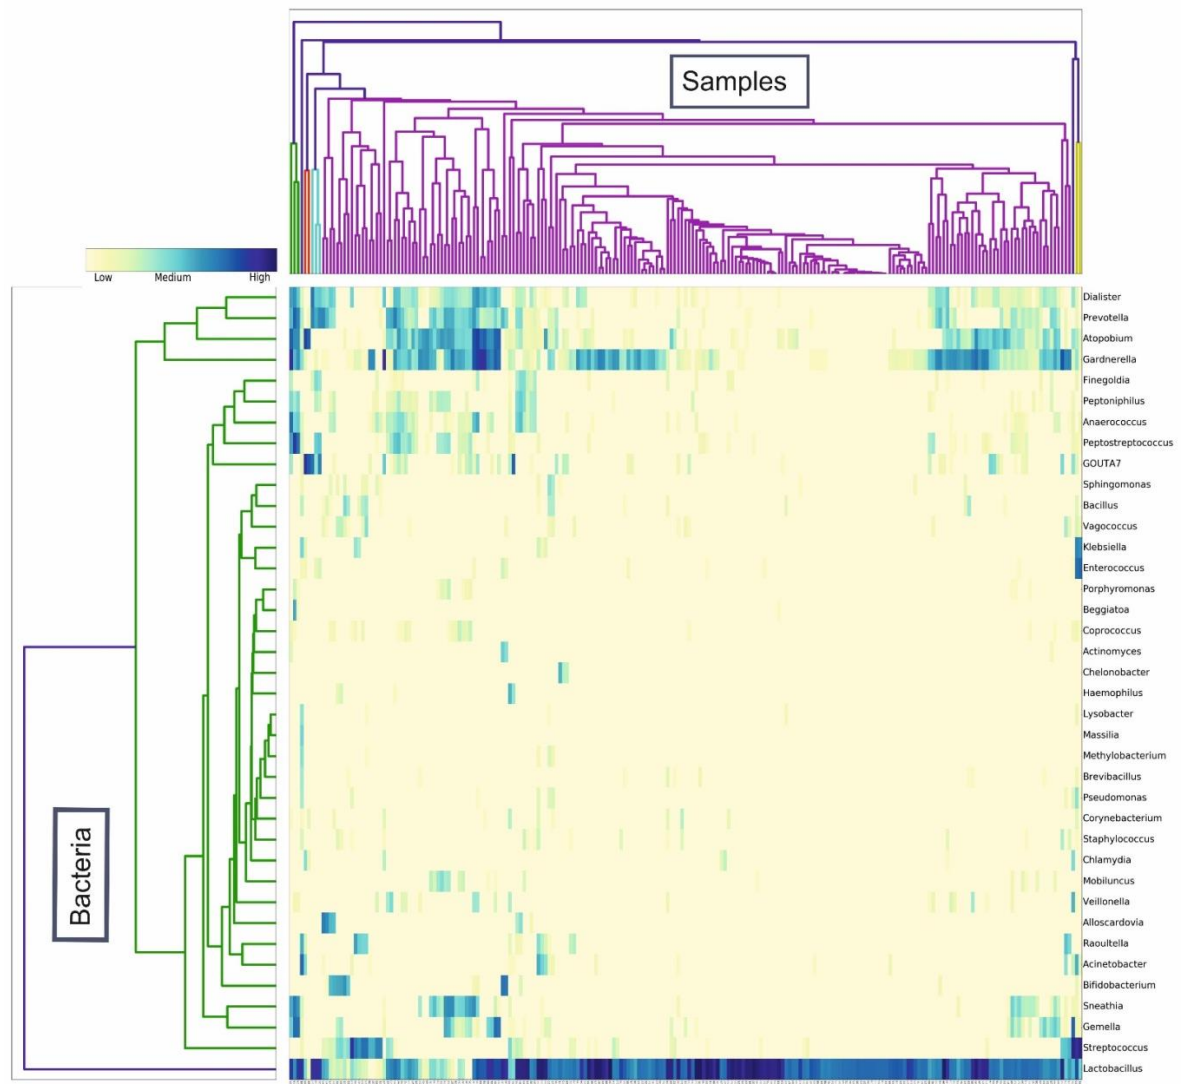 Samples
Low Medium High
Bacteria
Dialister
Prevotella
Atopobium
Gardnerella
Finegoldia
Peptoniphilus
Anaerococcus
Peptostreptococcus
GOUTA7
Sphingomonas
Bacillus
Vagococcus
Klebsiella
Enterococcus
Porphyromonas
Beggiatoa
Coprococcus
Actinomyces
Chelonobacter
Haemophilus
Lysobacter
Massilia
Methylobacterium
Brevibacillus
Pseudomonas
Corynebacterium
Staphylococcus
Chlamydia
Mobiluncus
Veillonella
Alloscardovia
Raoultella
Acinetobacter
Bifidobacterium
Sneathia
Gemella
Streptococcus
Lactobacillus